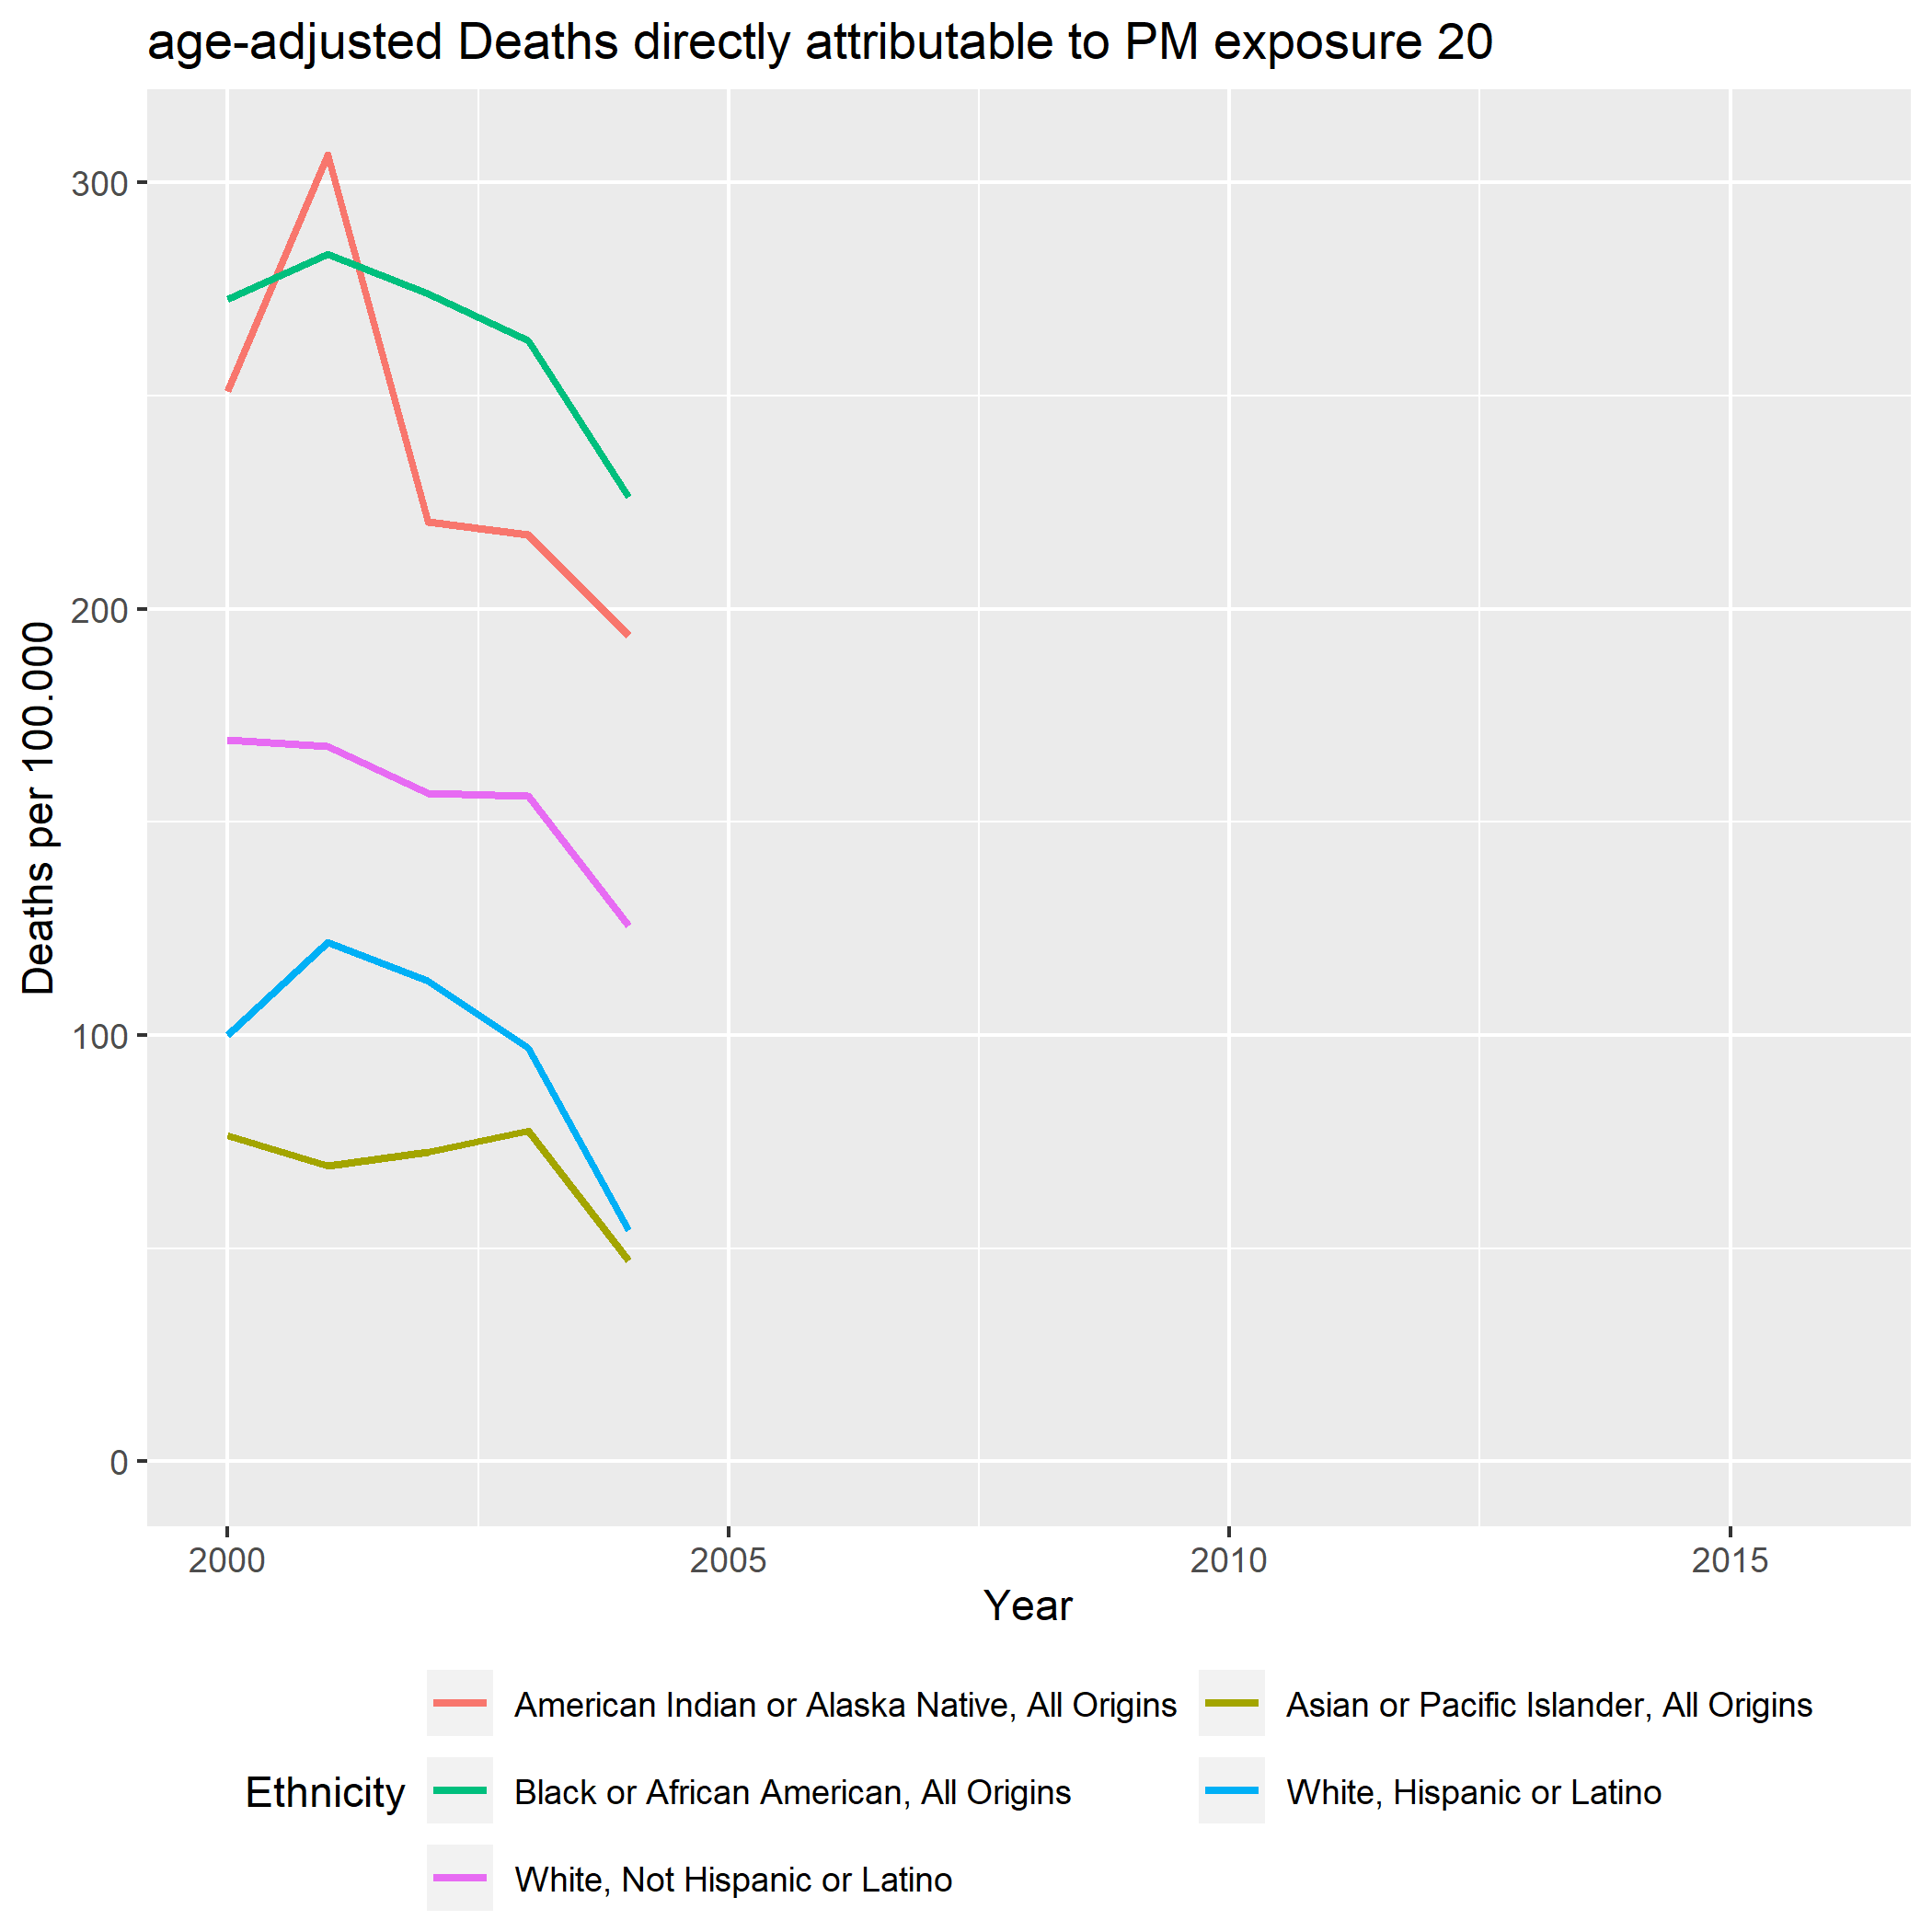 age-adjusted Deaths directly attributable to PM exposure 20
300
200
100
0
Deaths per 100.000
2000 2005 2010 2015
Year
Ethnicity
American Indian or Alaska Native, All Origins
Asian or Pacific Islander, All Origins
Black or African American, All Origins
White, Hispanic or Latino
White, Not Hispanic or Latino